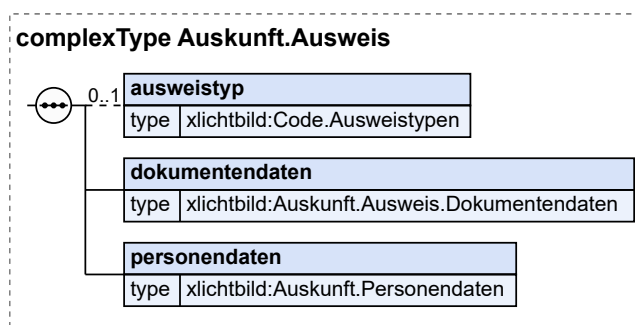 complexType Auskunft.Ausweis
0..1
ausweistyp
type xlichtbild:Code.Ausweistypen
dokumentendaten
type xlichtbild:Auskunft.Ausweis.Dokumentendaten
personendaten
type xlichtbild:Auskunft.Personendaten